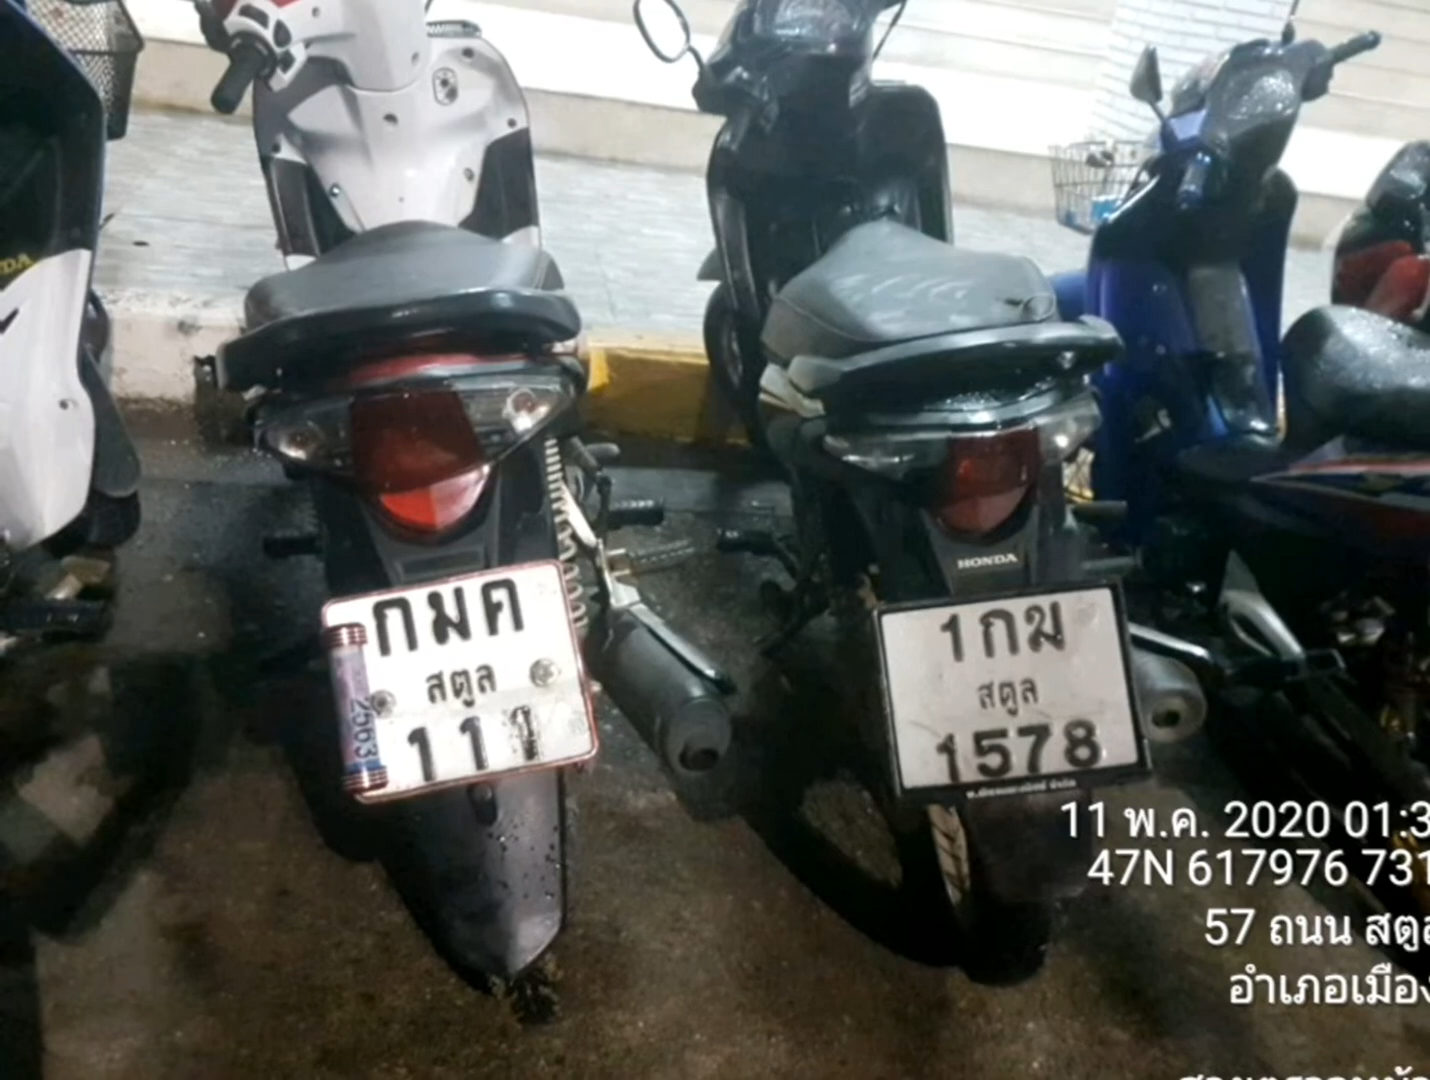 กมค
สตูล
111
2563
HONDA
1กฆ
สตูล
1578
11 พ.ค. 2020 01:3
47N 617976 731
57 ถนน สตูล
อำเภอเมือง